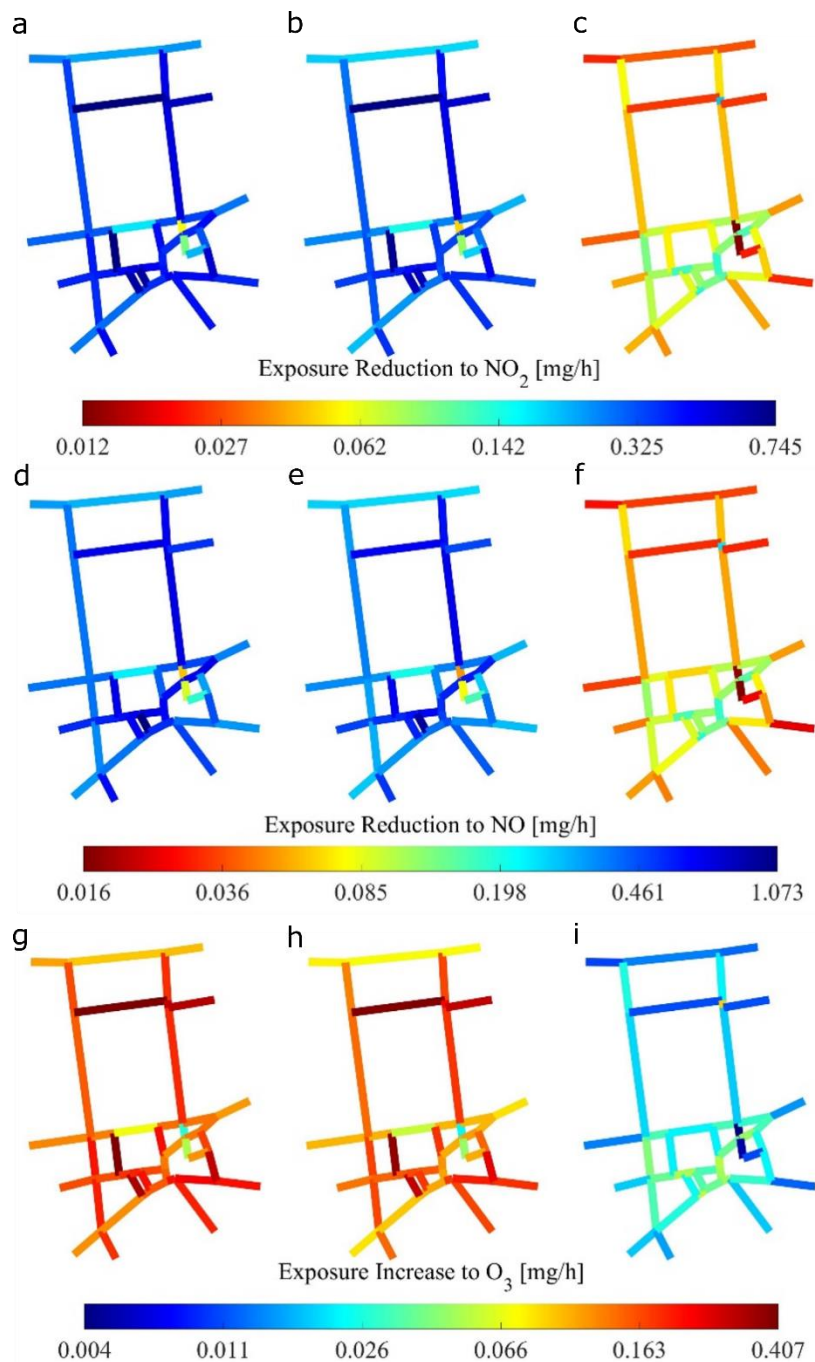 a b c
Exposure Reduction to NO₂ [mg/h]
0.012 0.027 0.062 0.142 0.325 0.745
d e f
Exposure Reduction to NO [mg/h]
0.016 0.036 0.085 0.198 0.461 1.073
g h i
Exposure Increase to O₃ [mg/h]
0.004 0.011 0.026 0.066 0.163 0.407